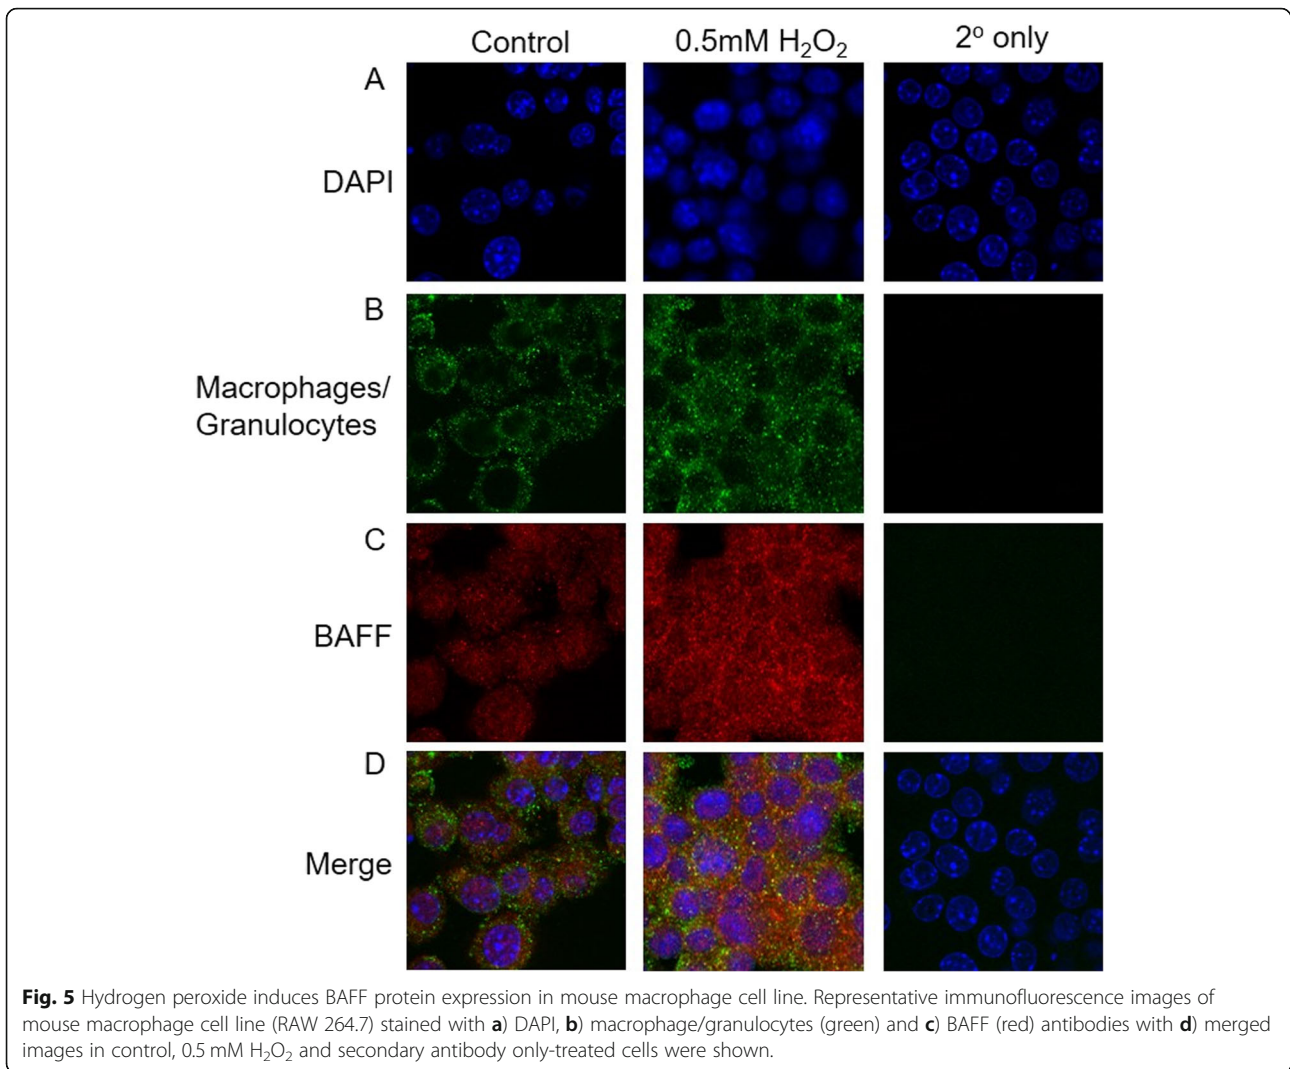 Control 0.5mM H₂O₂ 2º only
A
DAPI
B
Macrophages/
Granulocytes
C
BAFF
D
Merge
Fig. 5 Hydrogen peroxide induces BAFF protein expression in mouse macrophage cell line. Representative immunofluorescence images of
mouse macrophage cell line (RAW 264.7) stained with a) DAPI, b) macrophage/granulocytes (green) and c) BAFF (red) antibodies with d) merged
images in control, 0.5 mM H₂O₂ and secondary antibody only-treated cells were shown.